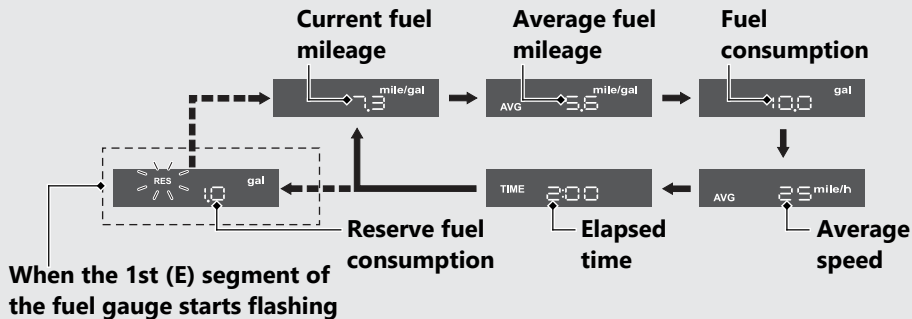 Current fuel
mileage
Average fuel
mileage
Fuel
consumption
mile/gal
7.3
mile/gal
AVG 5.6
gal
10.0
RES 1.0 gal
TIME 2:00
AVG 25 mile/h
Reserve fuel
consumption
Elapsed
time
Average
speed
When the 1st (E) segment of
the fuel gauge starts flashing